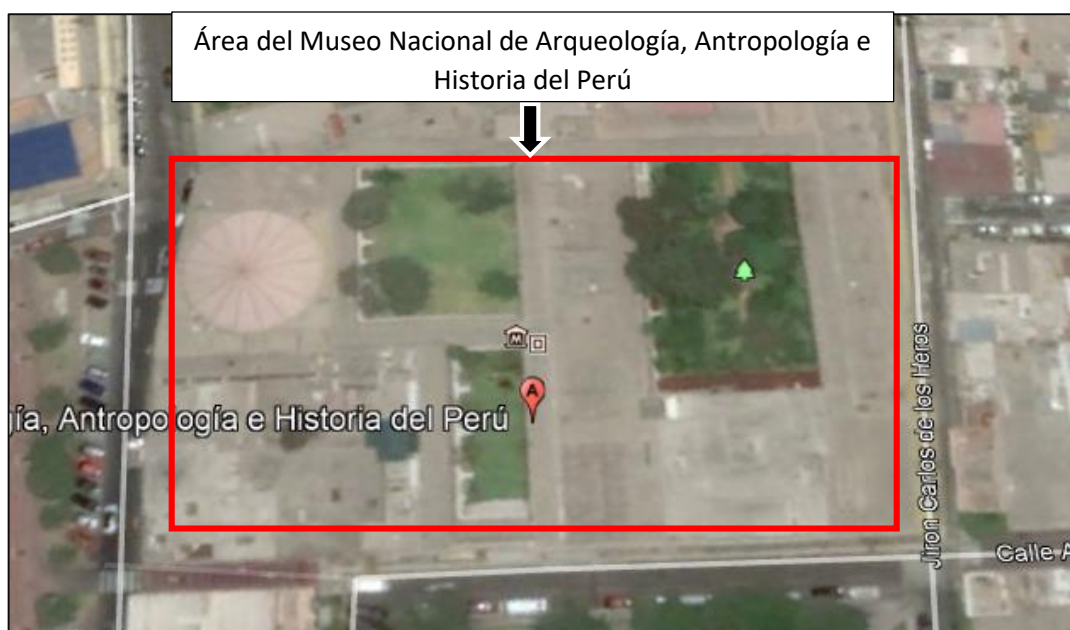 Área del Museo Nacional de Arqueología, Antropología e
Historia del Perú
M
A
gía, Antropología e Historia del Perú
Jiron Carlos de los Heros
Calle A